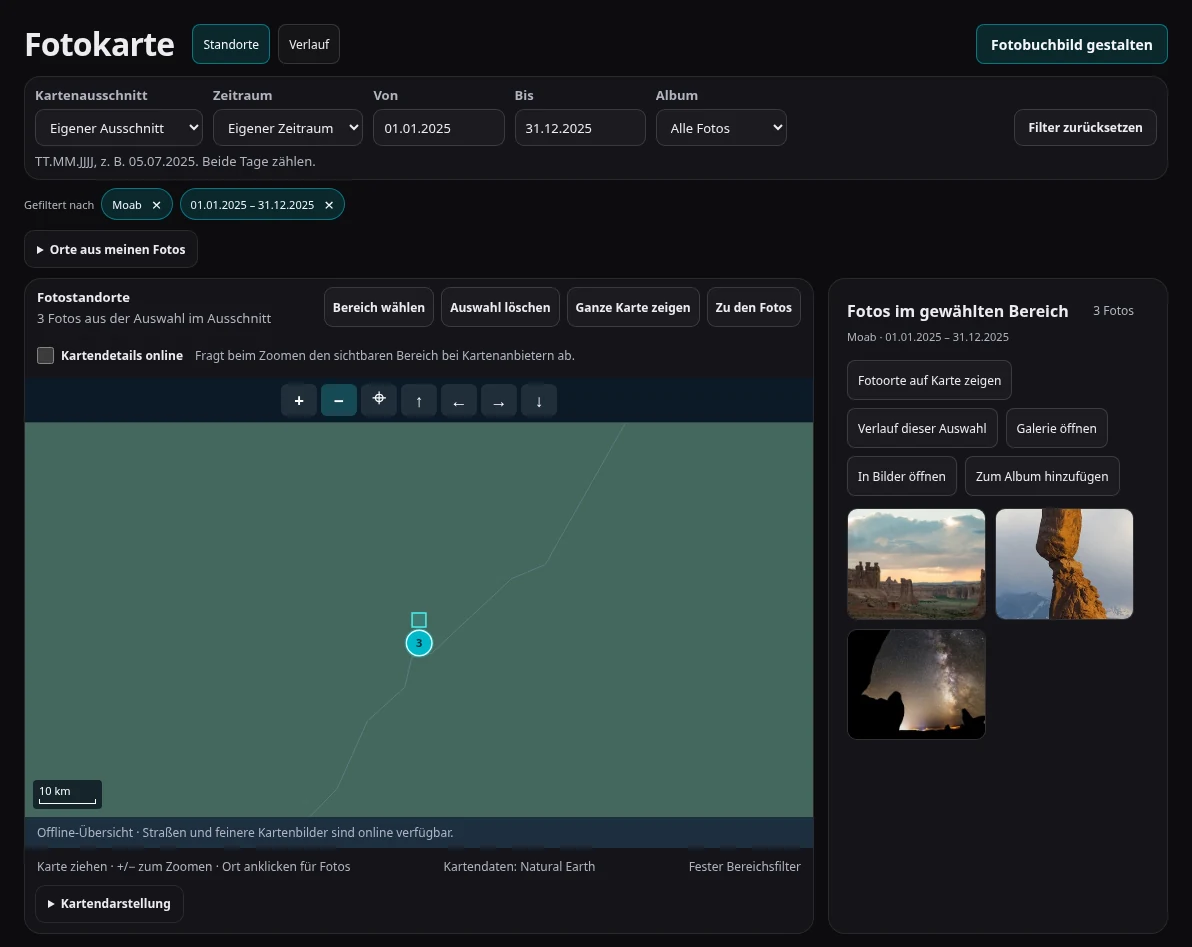 Fotokarte
Standorte
Verlauf
Fotobuchbild gestalten
Kartenausschnitt
Zeitraum
Von
Bis
Album
Eigener Ausschnitt
Eigener Zeitraum
01.01.2025
31.12.2025
Alle Fotos
Filter zurücksetzen
TT.MM.JJJJ, z. B. 05.07.2025. Beide Tage zählen.
Gefiltert nach
Moab ✕
01.01.2025 – 31.12.2025 ✕
▶ Orte aus meinen Fotos
Fotostandorte
3 Fotos aus der Auswahl im Ausschnitt
Bereich wählen
Auswahl löschen
Ganze Karte zeigen
Zu den Fotos
Kartendetails online
Fragt beim Zoomen den sichtbaren Bereich bei Kartenanbietern ab.
+ − ⌖ ↑ ← → ↓
3
10 km
Offline-Übersicht · Straßen und feinere Kartenbilder sind online verfügbar.
Karte ziehen · +/− zum Zoomen · Ort anklicken für Fotos
Kartendaten: Natural Earth
Fester Bereichsfilter
▶ Kartendarstellung
Fotos im gewählten Bereich
3 Fotos
Moab · 01.01.2025 – 31.12.2025
Fotoorte auf Karte zeigen
Verlauf dieser Auswahl
Galerie öffnen
In Bilder öffnen
Zum Album hinzufügen